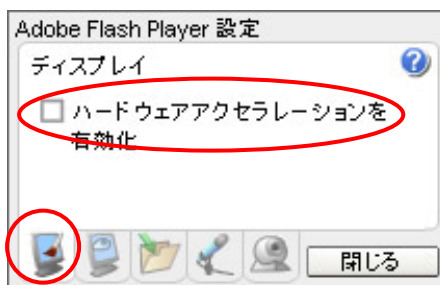 Adobe Flash Player 設定
ディスプレイ
?
ハードウェアアクセラレーションを
有効化
閉じる